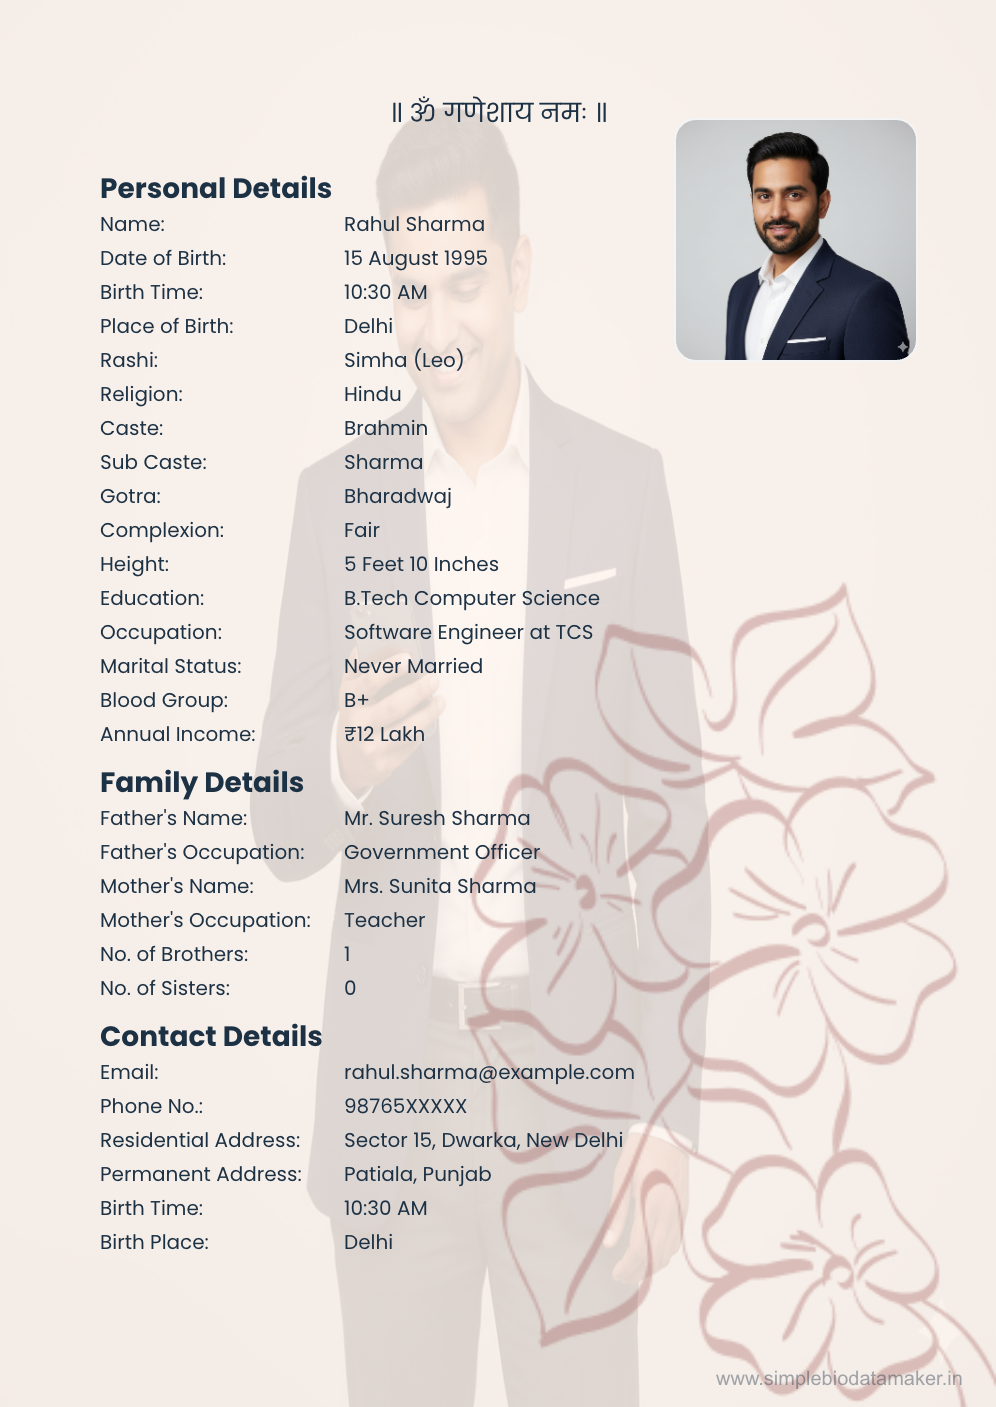 ॥ ॐ गणेशाय नमः ॥
Personal Details
Name: Rahul Sharma
Date of Birth: 15 August 1995
Birth Time: 10:30 AM
Place of Birth: Delhi
Rashi: Simha (Leo)
Religion: Hindu
Caste: Brahmin
Sub Caste: Sharma
Gotra: Bharadwaj
Complexion: Fair
Height: 5 Feet 10 Inches
Education: B.Tech Computer Science
Occupation: Software Engineer at TCS
Marital Status: Never Married
Blood Group: B+
Annual Income: ₹12 Lakh
Family Details
Father's Name: Mr. Suresh Sharma
Father's Occupation: Government Officer
Mother's Name: Mrs. Sunita Sharma
Mother's Occupation: Teacher
No. of Brothers: 1
No. of Sisters: 0
Contact Details
Email: rahul.sharma@example.com
Phone No.: 98765XXXXX
Residential Address: Sector 15, Dwarka, New Delhi
Permanent Address: Patiala, Punjab
Birth Time: 10:30 AM
Birth Place: Delhi
www.simplebiodatamaker.in